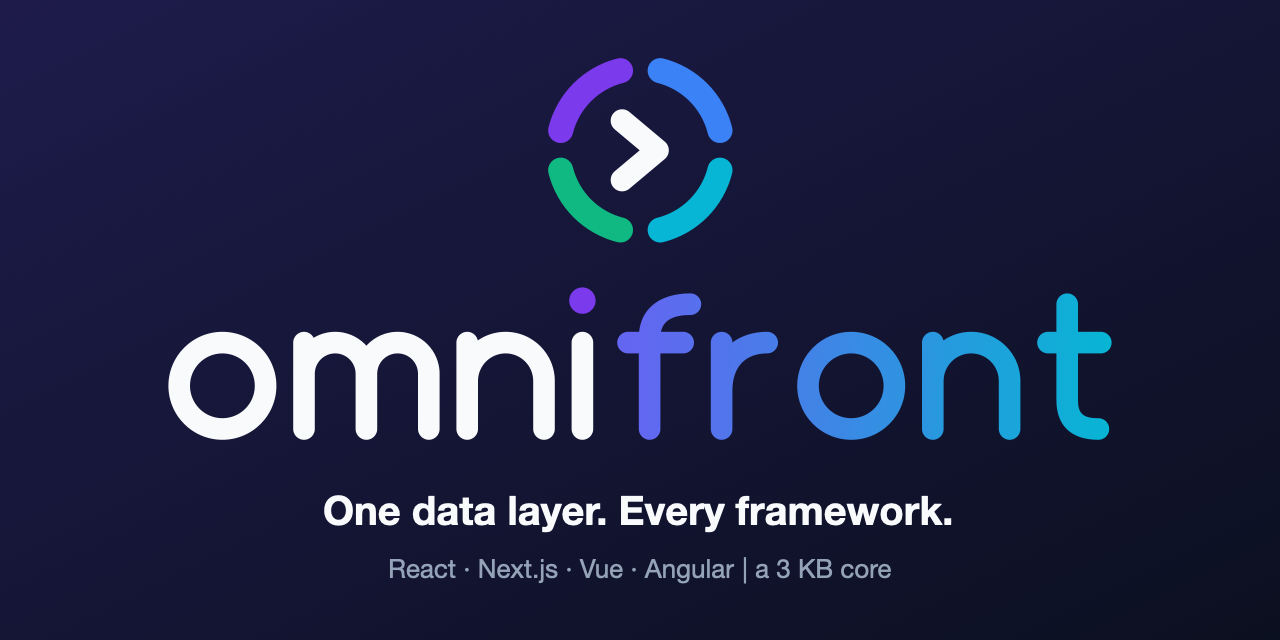 omnifront
One data layer. Every framework.
React · Next.js · Vue · Angular | a 3 KB core